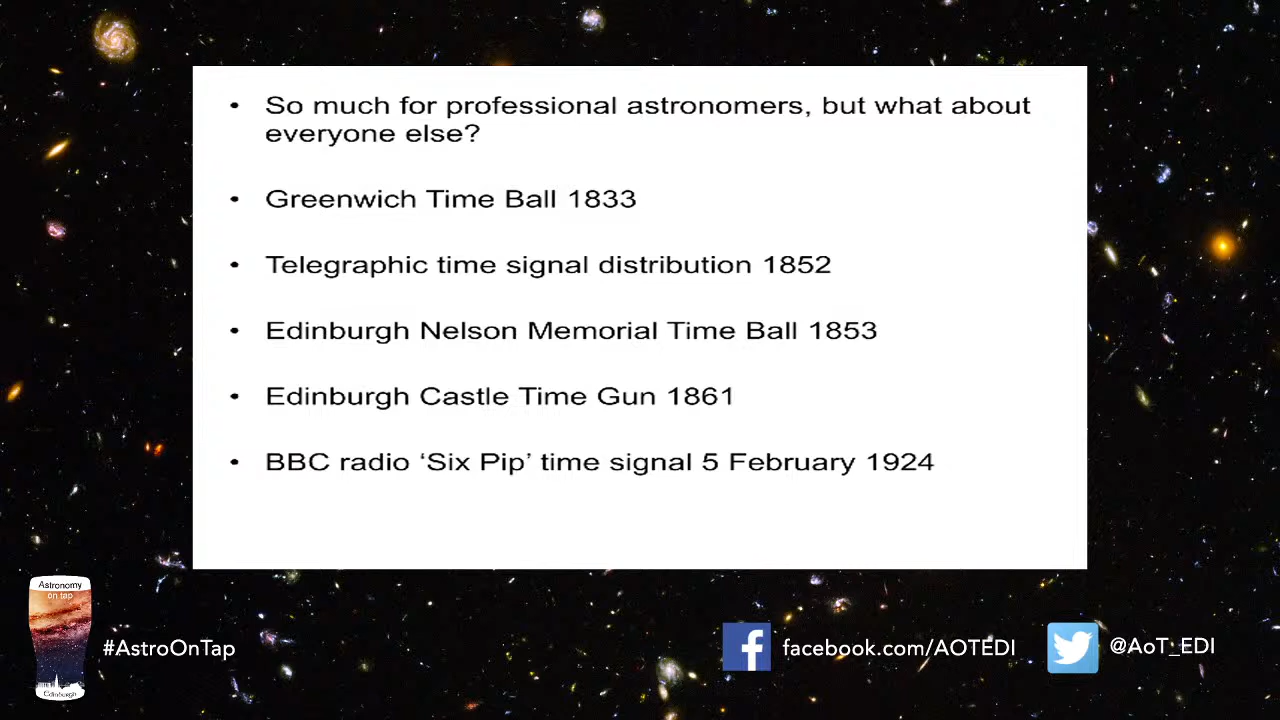 • So much for professional astronomers, but what about
everyone else?
• Greenwich Time Ball 1833
• Telegraphic time signal distribution 1852
• Edinburgh Nelson Memorial Time Ball 1853
• Edinburgh Castle Time Gun 1861
• BBC radio ‘Six Pip’ time signal 5 February 1924
Astronomy
on tap
Edinburgh
#AstroOnTap
facebook.com/AOTEDI
@AoT_EDI